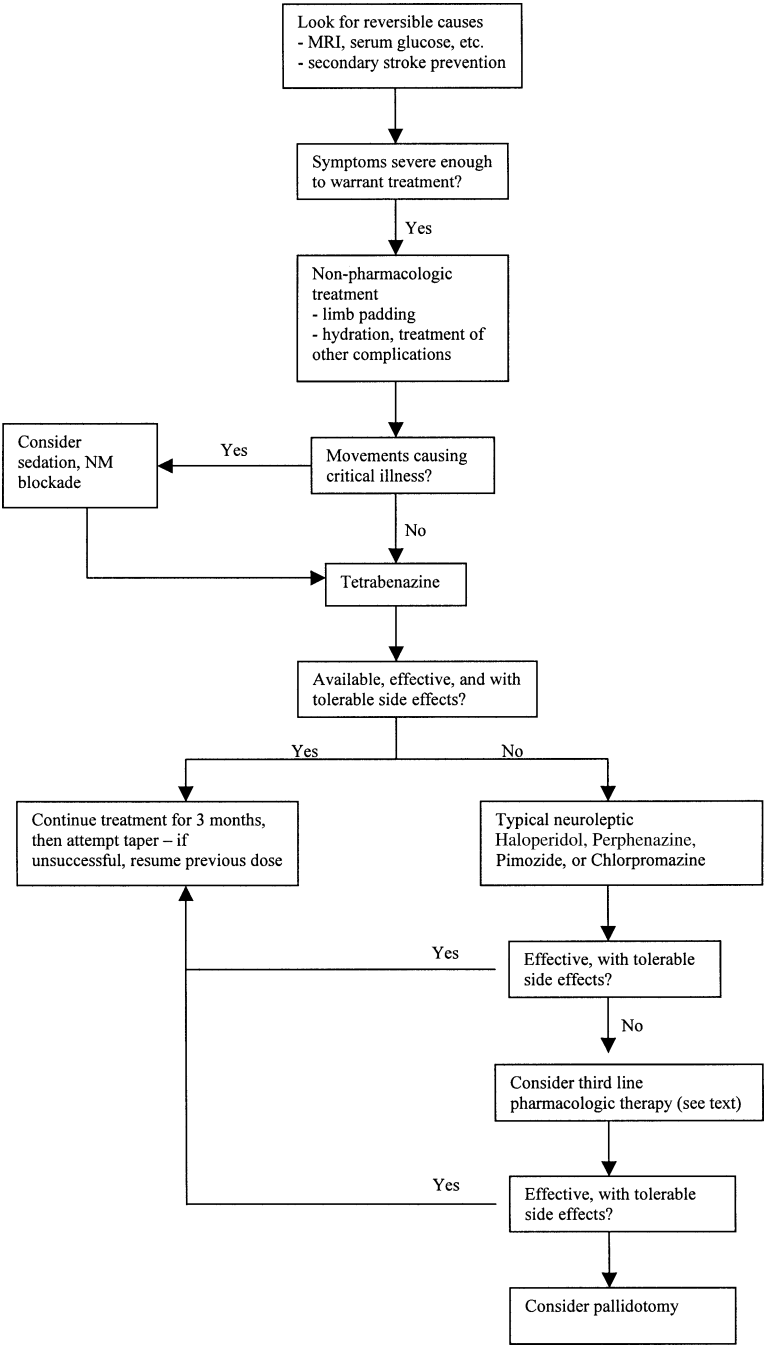 Look for reversible causes
- MRI, serum glucose, etc.
- secondary stroke prevention
Symptoms severe enough
to warrant treatment?
Yes
Non-pharmacologic
treatment
- limb padding
- hydration, treatment of
other complications
Consider
sedation, NM
blockade
Yes
Movements causing
critical illness?
No
Tetrabenazine
Available, effective, and with
tolerable side effects?
Yes
No
Continue treatment for 3 months,
then attempt taper – if
unsuccessful, resume previous dose
Typical neuroleptic
Haloperidol, Perphenazine,
Pimozide, or Chlorpromazine
Yes
Effective, with tolerable
side effects?
No
Consider third line
pharmacologic therapy (see text)
Yes
Effective, with tolerable
side effects?
Consider pallidotomy